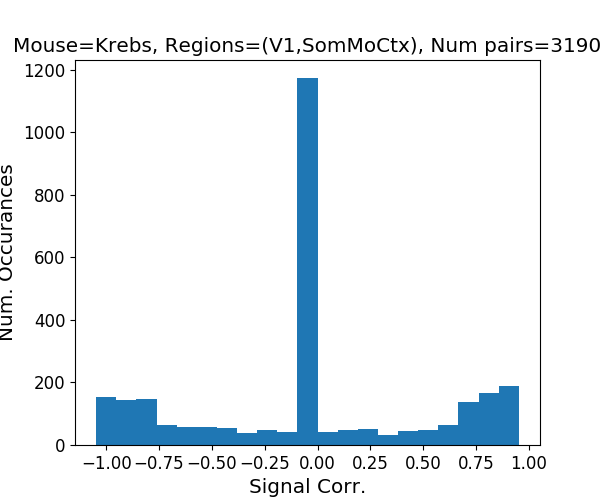 Mouse=Krebs, Regions=(V1,SomMoCtx), Num pairs=3190
1200
1000
800
600
400
200
0
Num. Occurances
−1.00 −0.75 −0.50 −0.25 0.00 0.25 0.50 0.75 1.00
Signal Corr.